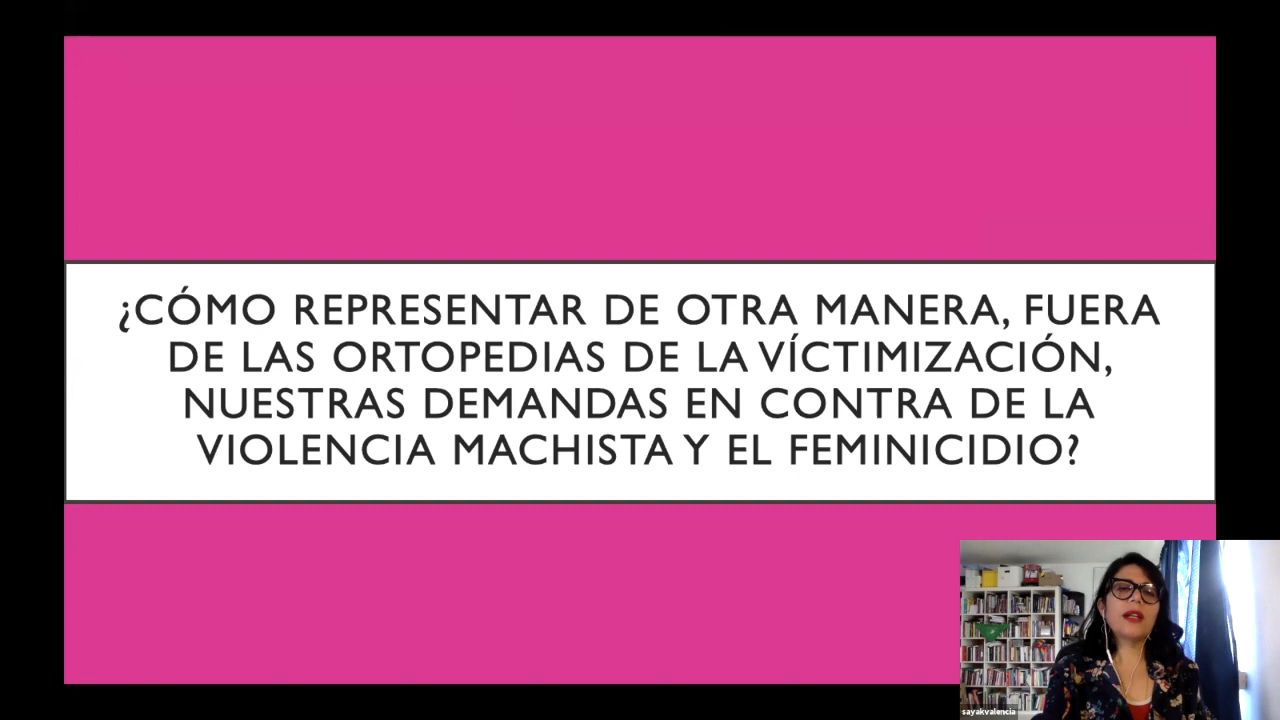 ¿CÓMO REPRESENTAR DE OTRA MANERA, FUERA
DE LAS ORTOPEDIAS DE LA VÍCTIMIZACIÓN,
NUESTRAS DEMANDAS EN CONTRA DE LA
VIOLENCIA MACHISTA Y EL FEMINICIDIO?
sayakvalencia